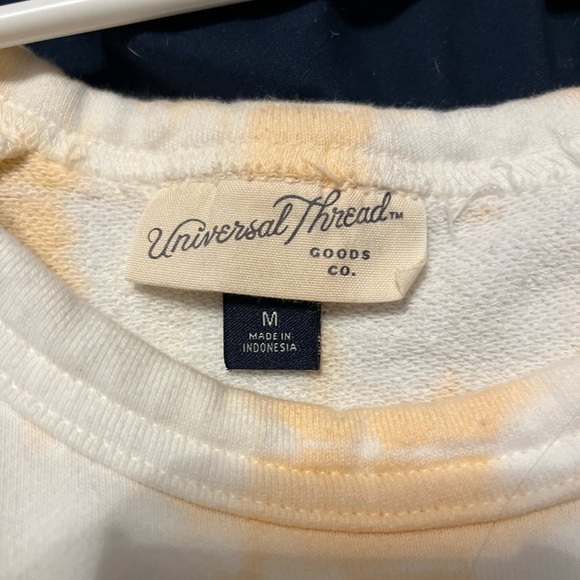 Universal Thread™
GOODS
CO.
M
MADE IN
INDONESIA